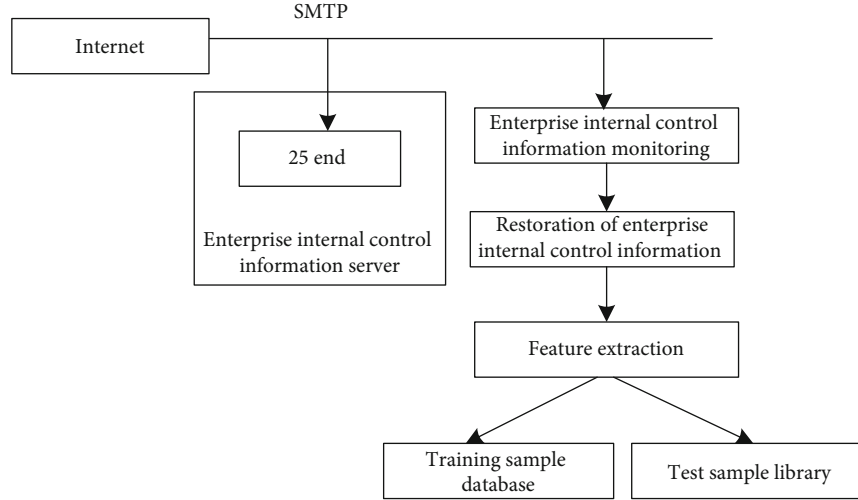 SMTP
Internet
25 end
Enterprise internal control
information server
Enterprise internal control
information monitoring
Restoration of enterprise
internal control information
Feature extraction
Training sample
database
Test sample library